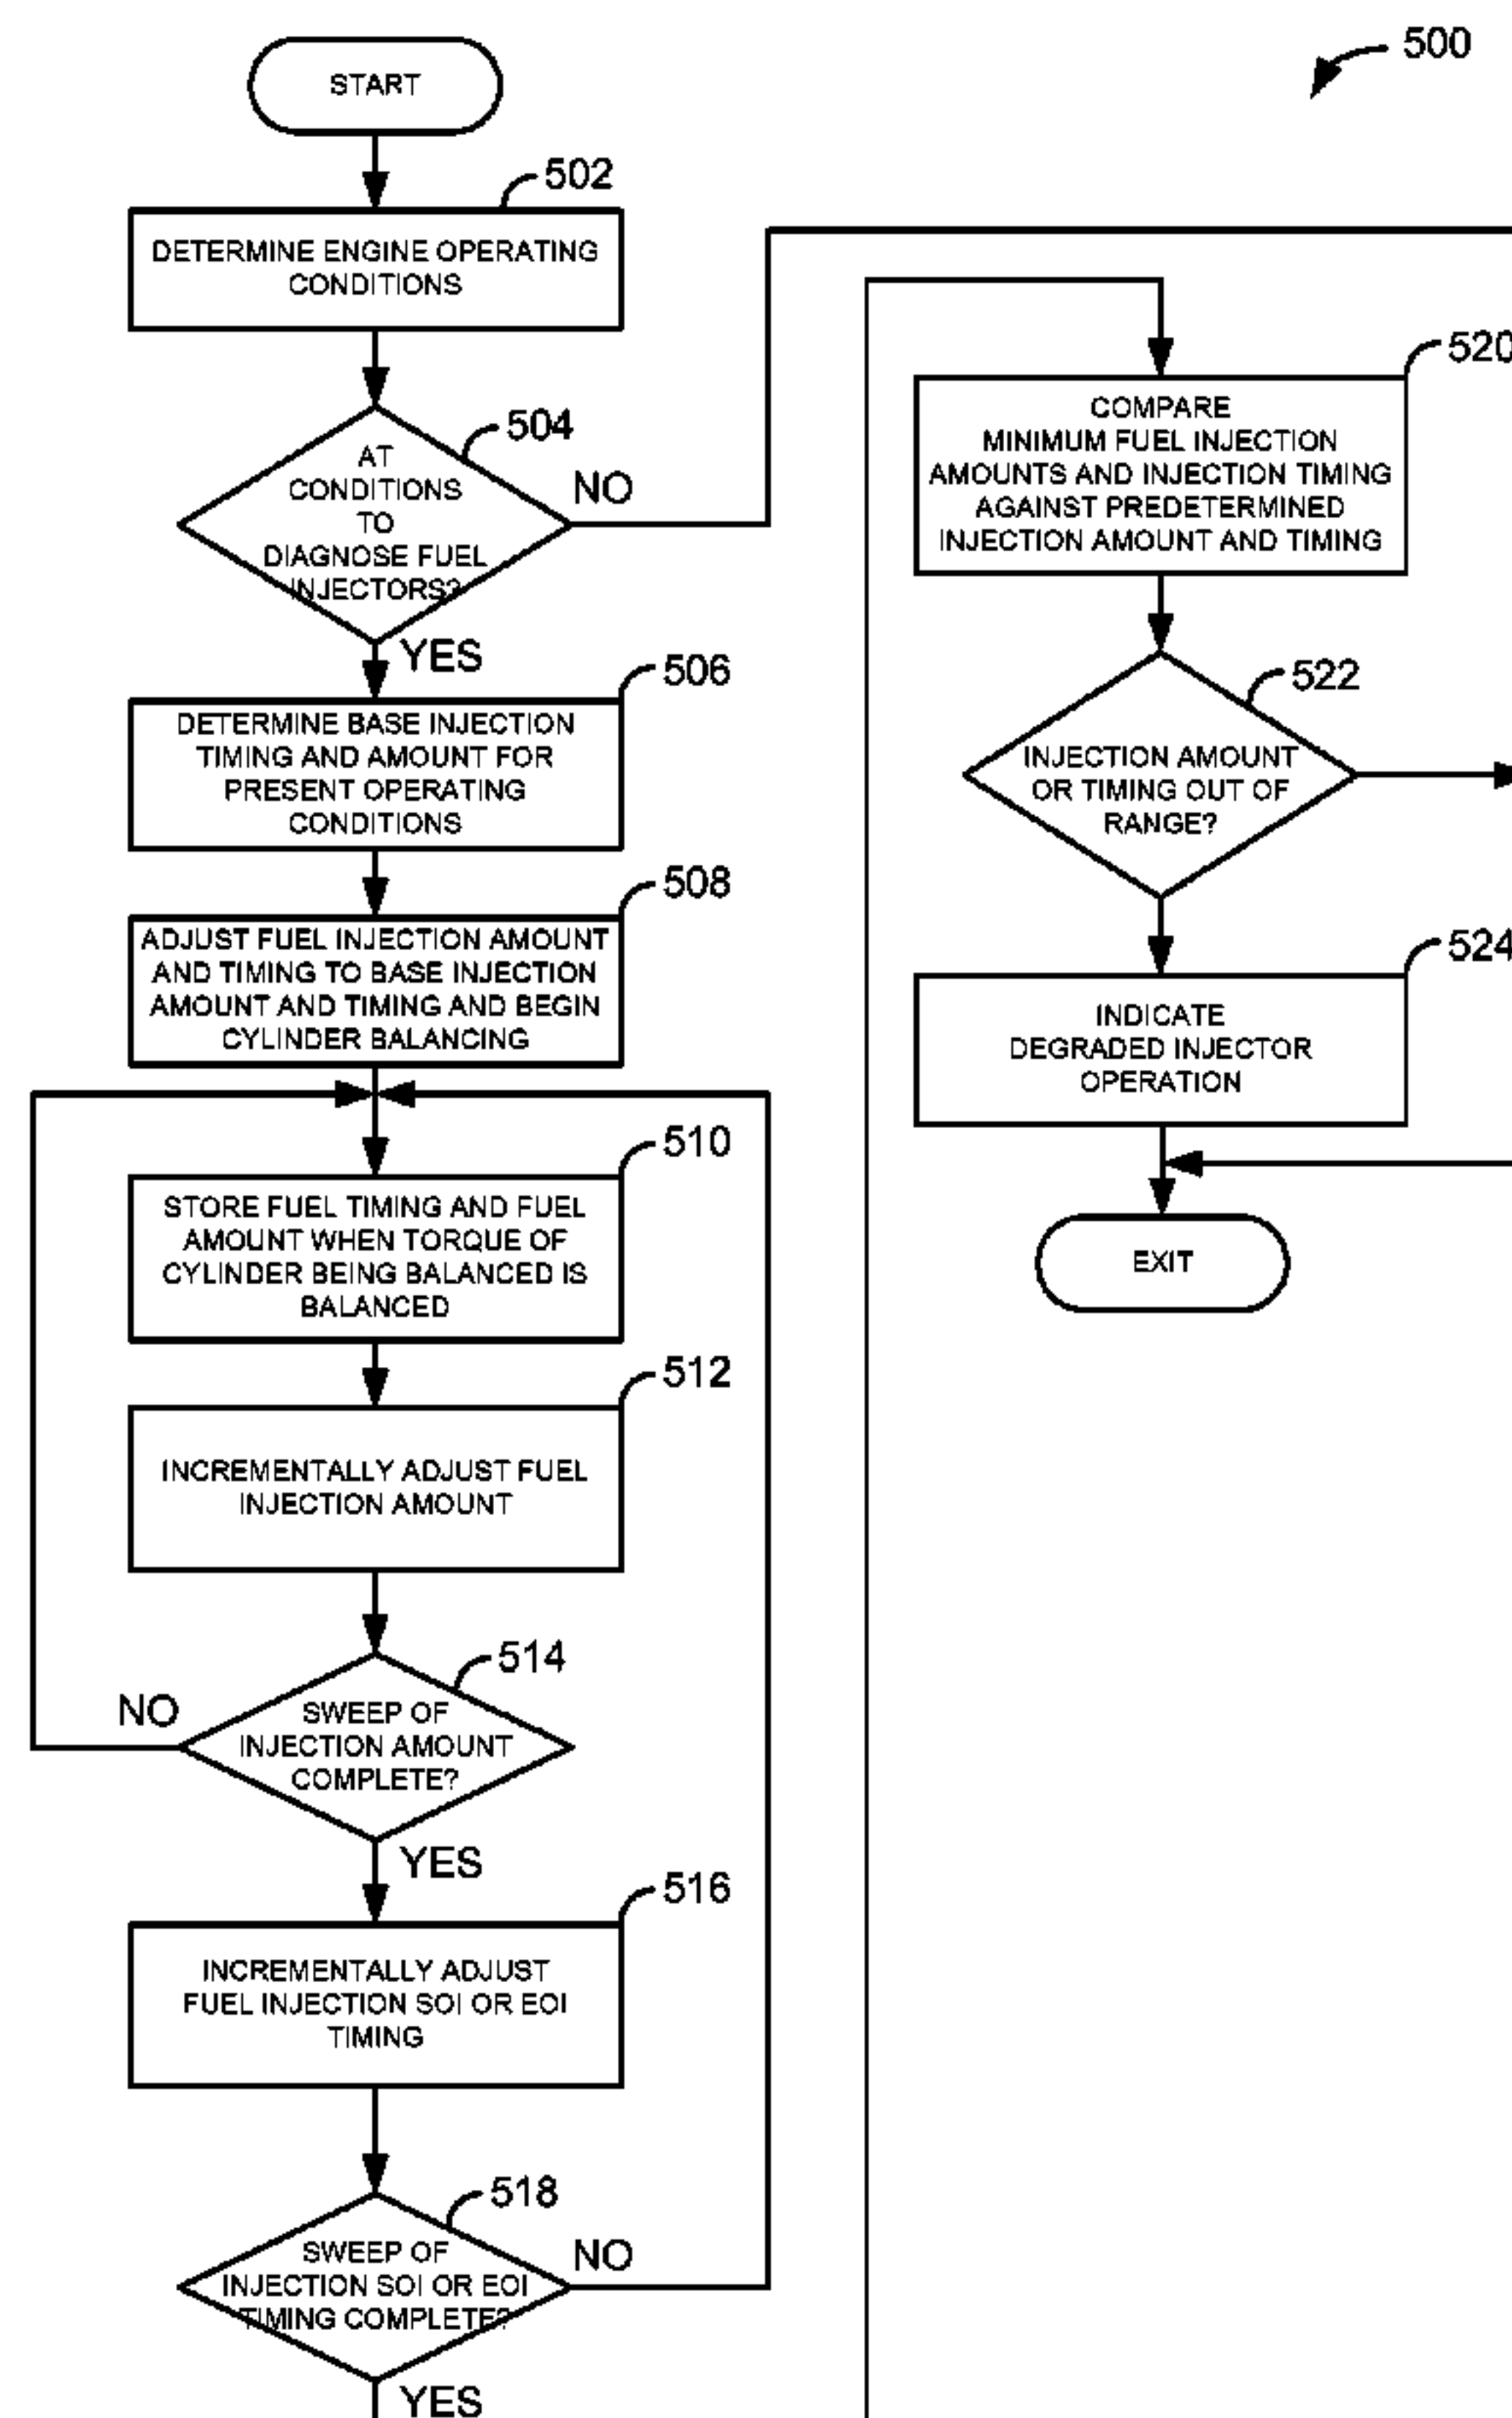 500
START
502
DETERMINE ENGINE OPERATING
CONDITIONS
504
AT
CONDITIONS
TO
DIAGNOSE FUEL
INJECTORS?
NO
YES
506
DETERMINE BASE INJECTION
TIMING AND AMOUNT FOR
PRESENT OPERATING
CONDITIONS
508
ADJUST FUEL INJECTION AMOUNT
AND TIMING TO BASE INJECTION
AMOUNT AND TIMING AND BEGIN
CYLINDER BALANCING
510
STORE FUEL TIMING AND FUEL
AMOUNT WHEN TORQUE OF
CYLINDER BEING BALANCED IS
BALANCED
512
INCREMENTALLY ADJUST FUEL
INJECTION AMOUNT
514
SWEEP OF
INJECTION AMOUNT
COMPLETE?
NO
YES
516
INCREMENTALLY ADJUST
FUEL INJECTION SOI OR EOI
TIMING
518
SWEEP OF
INJECTION SOI OR EOI
TIMING COMPLETE?
NO
YES
520
COMPARE
MINIMUM FUEL INJECTION
AMOUNTS AND INJECTION TIMING
AGAINST PREDETERMINED
INJECTION AMOUNT AND TIMING
522
INJECTION AMOUNT
OR TIMING OUT OF
RANGE?
524
INDICATE
DEGRADED INJECTOR
OPERATION
EXIT